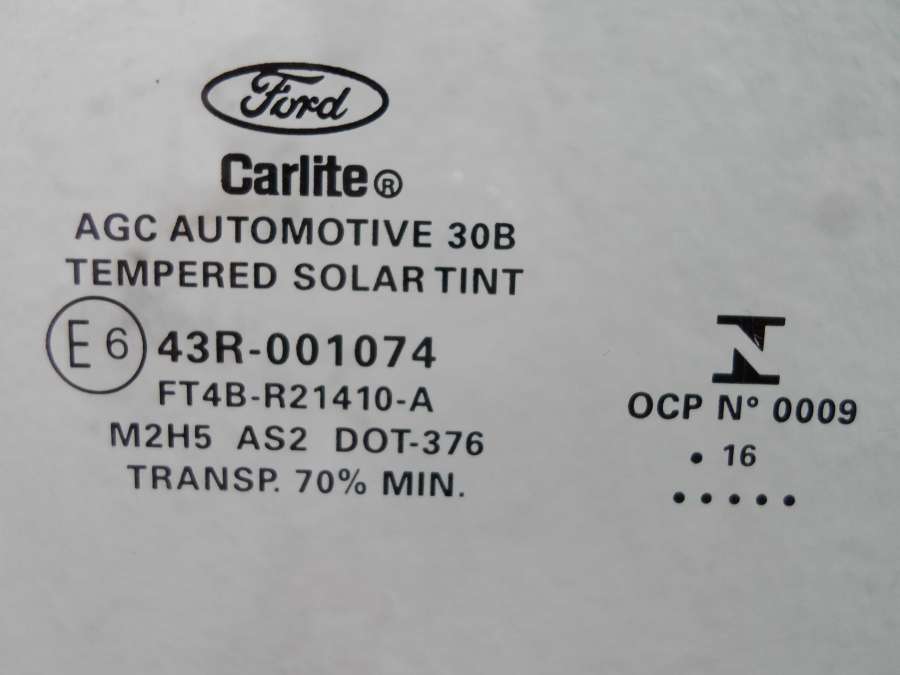 Ford
Carlite®
AGC AUTOMOTIVE 30B
TEMPERED SOLAR TINT
E6 43R-001074
FT4B-R21410-A
M2H5 AS2 DOT-376
TRANSP. 70% MIN.
OCP N° 0009
. 16
. . . . .